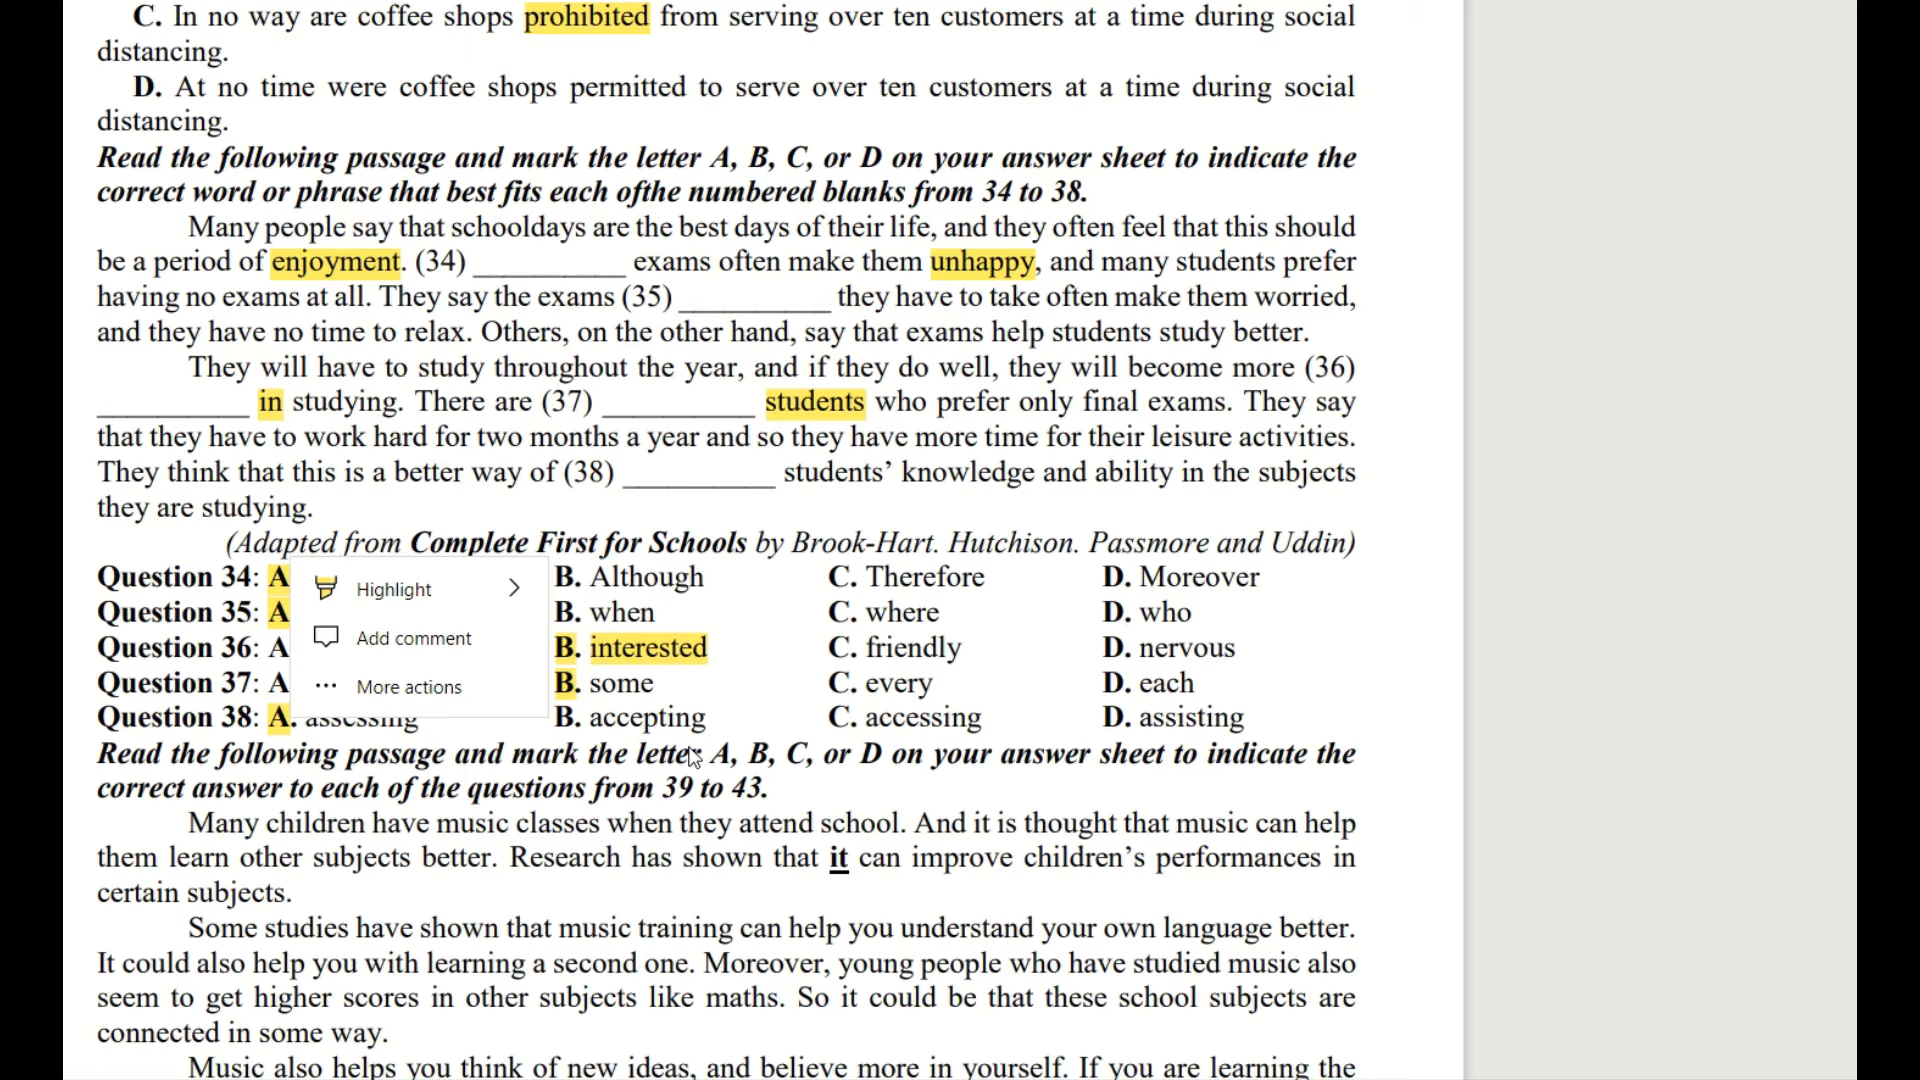 C. In no way are coffee shops prohibited from serving over ten customers at a time during social
distancing.
D. At no time were coffee shops permitted to serve over ten customers at a time during social
distancing.
Read the following passage and mark the letter A, B, C, or D on your answer sheet to indicate the
correct word or phrase that best fits each ofthe numbered blanks from 34 to 38.
Many people say that schooldays are the best days of their life, and they often feel that this should
be a period of enjoyment. (34) __________ exams often make them unhappy, and many students prefer
having no exams at all. They say the exams (35) __________ they have to take often make them worried,
and they have no time to relax. Others, on the other hand, say that exams help students study better.
They will have to study throughout the year, and if they do well, they will become more (36)
__________ in studying. There are (37) __________ students who prefer only final exams. They say
that they have to work hard for two months a year and so they have more time for their leisure activities.
They think that this is a better way of (38) __________ students’ knowledge and ability in the subjects
they are studying.
(Adapted from Complete First for Schools by Brook-Hart. Hutchison. Passmore and Uddin)
Question 34: A B. Although C. Therefore D. Moreover
Highlight
Question 35: A B. when C. where D. who
Add comment
Question 36: A B. interested C. friendly D. nervous
Question 37: A B. some C. every D. each
More actions
Question 38: A. assessing B. accepting C. accessing D. assisting
Read the following passage and mark the letter A, B, C, or D on your answer sheet to indicate the
correct answer to each of the questions from 39 to 43.
Many children have music classes when they attend school. And it is thought that music can help
them learn other subjects better. Research has shown that it can improve children’s performances in
certain subjects.
Some studies have shown that music training can help you understand your own language better.
It could also help you with learning a second one. Moreover, young people who have studied music also
seem to get higher scores in other subjects like maths. So it could be that these school subjects are
connected in some way.
Music also helps you think of new ideas, and believe more in yourself. If you are learning the